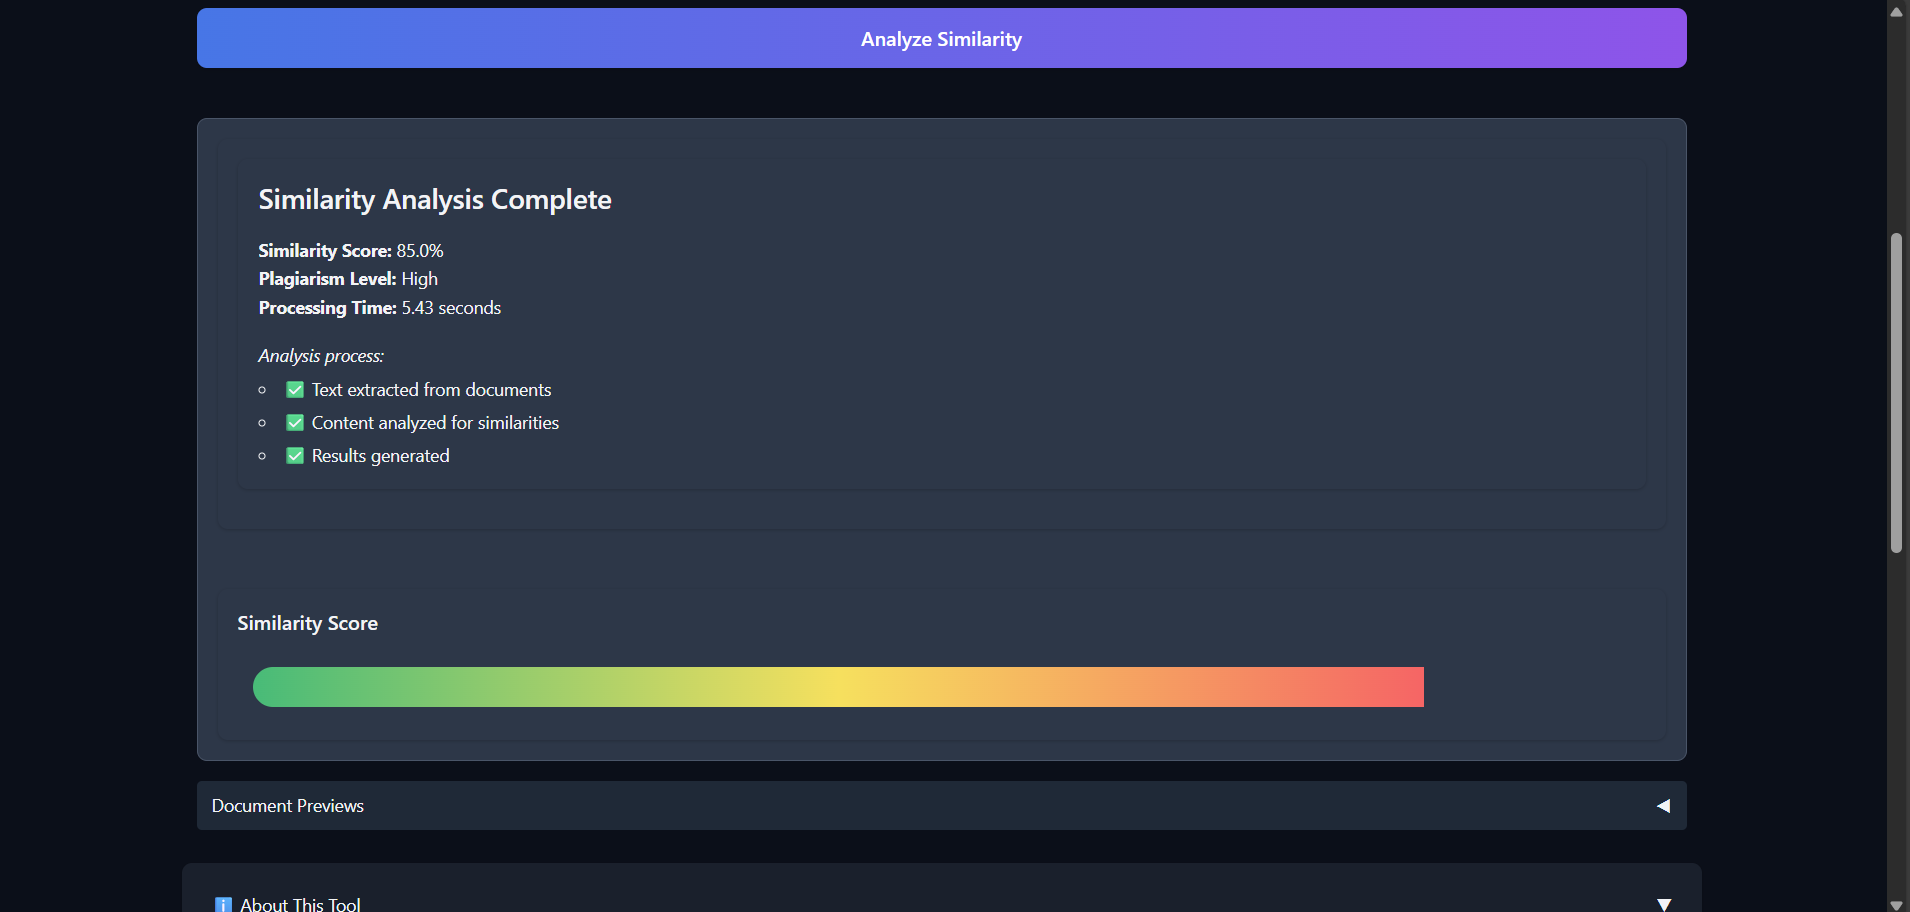 Analyze Similarity
Similarity Analysis Complete
Similarity Score: 85.0%
Plagiarism Level: High
Processing Time: 5.43 seconds
Analysis process:
✅ Text extracted from documents
✅ Content analyzed for similarities
✅ Results generated
Similarity Score
Document Previews
ℹ️ About This Tool